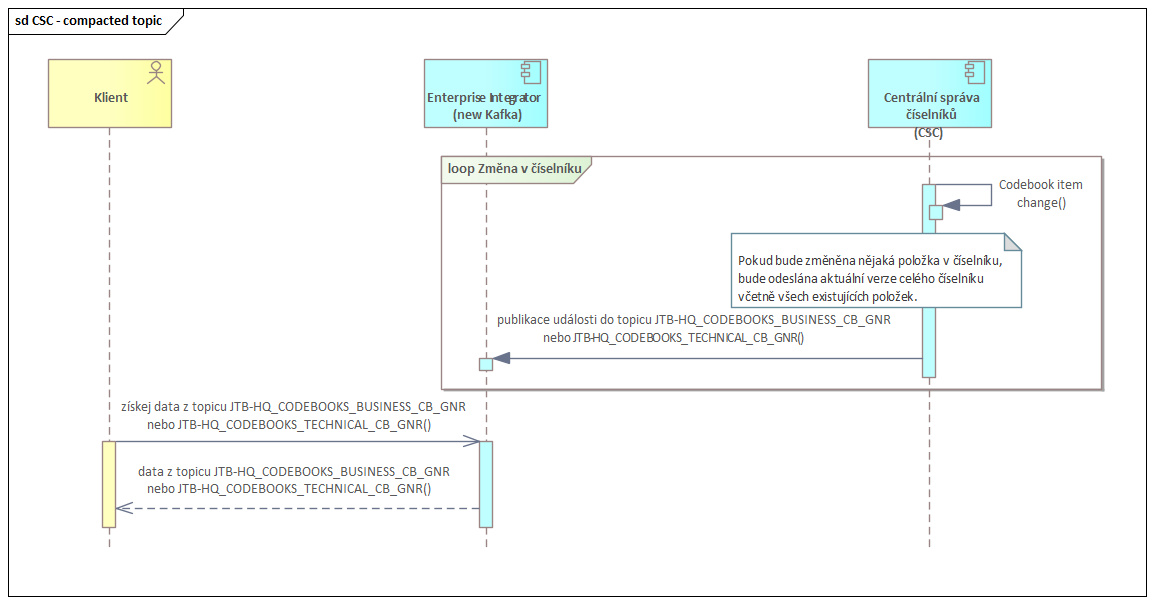 sd CSC - compacted topic
Klient
Enterprise Integrator
(new Kafka)
Centrální správa
číselníků
(CSC)
loop Změna v číselníku
Codebook item
change()
Pokud bude změněna nějaká položka v číselníku,
bude odeslána aktuální verze celého číselníku
včetně všech existujících položek.
publikace události do topicu JTB-HQ_CODEBOOKS_BUSINESS_CB_GNR
nebo JTB-HQ_CODEBOOKS_TECHNICAL_CB_GNR()
získej data z topicu JTB-HQ_CODEBOOKS_BUSINESS_CB_GNR
nebo JTB-HQ_CODEBOOKS_TECHNICAL_CB_GNR()
data z topicu JTB-HQ_CODEBOOKS_BUSINESS_CB_GNR
nebo JTB-HQ_CODEBOOKS_TECHNICAL_CB_GNR()